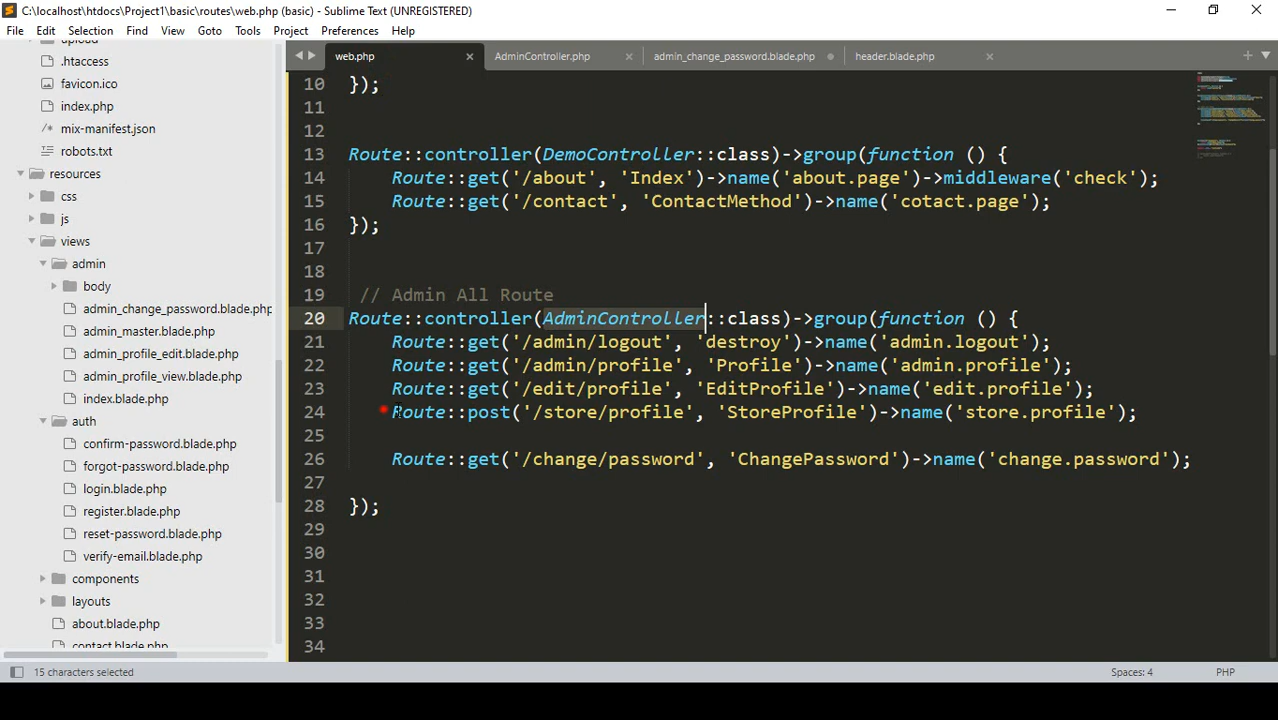 C:\localhost\htdocs\Project1\basic\routes\web.php (basic) - Sublime Text (UNREGISTERED)
File Edit Selection Find View Goto Tools Project Preferences Help
web.php AdminController.php admin_change_password.blade.php header.blade.php
.htaccess
favicon.ico
index.php
mix-manifest.json
robots.txt
resources
css
js
views
admin
body
admin_change_password.blade.php
admin_master.blade.php
admin_profile_edit.blade.php
admin_profile_view.blade.php
index.blade.php
auth
confirm-password.blade.php
forgot-password.blade.php
login.blade.php
register.blade.php
reset-password.blade.php
verify-email.blade.php
components
layouts
about.blade.php
contact.blade.php
10 });
11
12
13 Route::controller(DemoController::class)->group(function () {
14 Route::get('/about', 'Index')->name('about.page')->middleware('check');
15 Route::get('/contact', 'ContactMethod')->name('cotact.page');
16 });
17
18
19 // Admin All Route
20 Route::controller(AdminController::class)->group(function () {
21 Route::get('/admin/logout', 'destroy')->name('admin.logout');
22 Route::get('/admin/profile', 'Profile')->name('admin.profile');
23 Route::get('/edit/profile', 'EditProfile')->name('edit.profile');
24 Route::post('/store/profile', 'StoreProfile')->name('store.profile');
25
26 Route::get('/change/password', 'ChangePassword')->name('change.password');
27
28 });
29
30
31
32
33
34
15 characters selected Spaces: 4 PHP